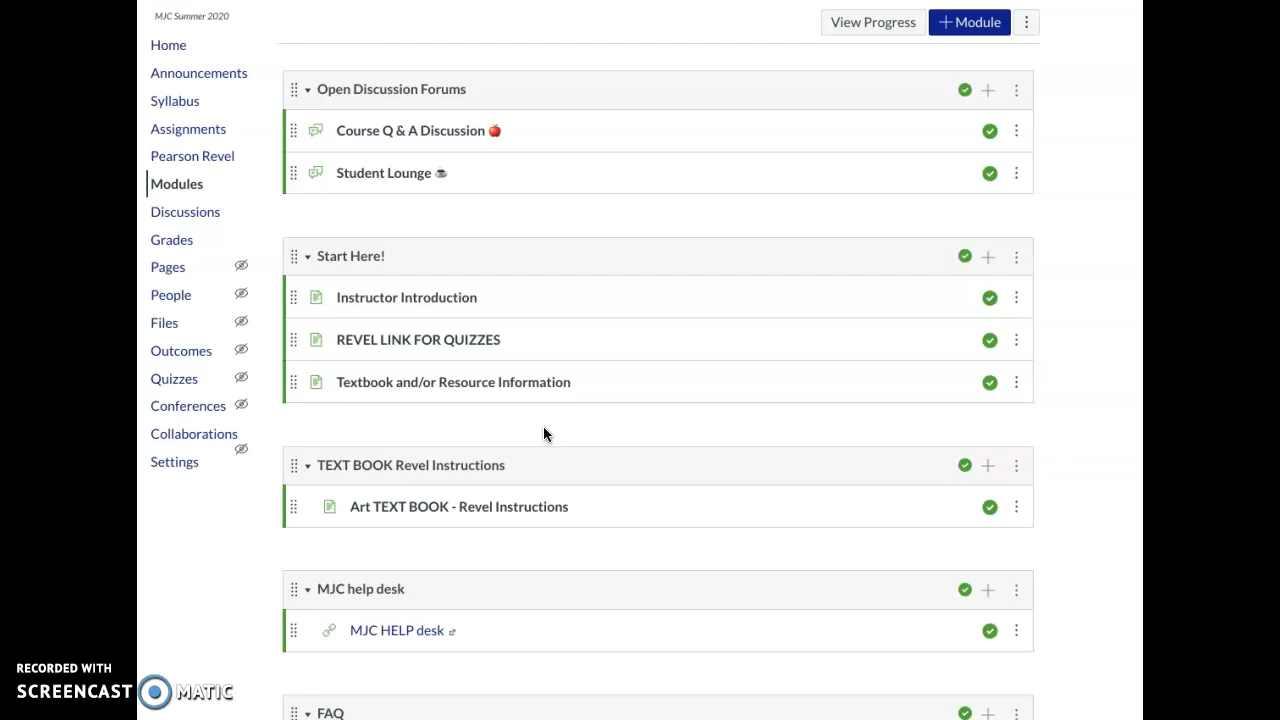 MJC Summer 2020
Home
Announcements
Syllabus
Assignments
Pearson Revel
Modules
Discussions
Grades
Pages
People
Files
Outcomes
Quizzes
Conferences
Collaborations
Settings
View Progress
+ Module
Open Discussion Forums
Course Q & A Discussion 🍎
Student Lounge ☕
Start Here!
Instructor Introduction
REVEL LINK FOR QUIZZES
Textbook and/or Resource Information
TEXT BOOK Revel Instructions
Art TEXT BOOK - Revel Instructions
MJC help desk
MJC HELP desk
FAQ
RECORDED WITH
SCREENCAST MATIC